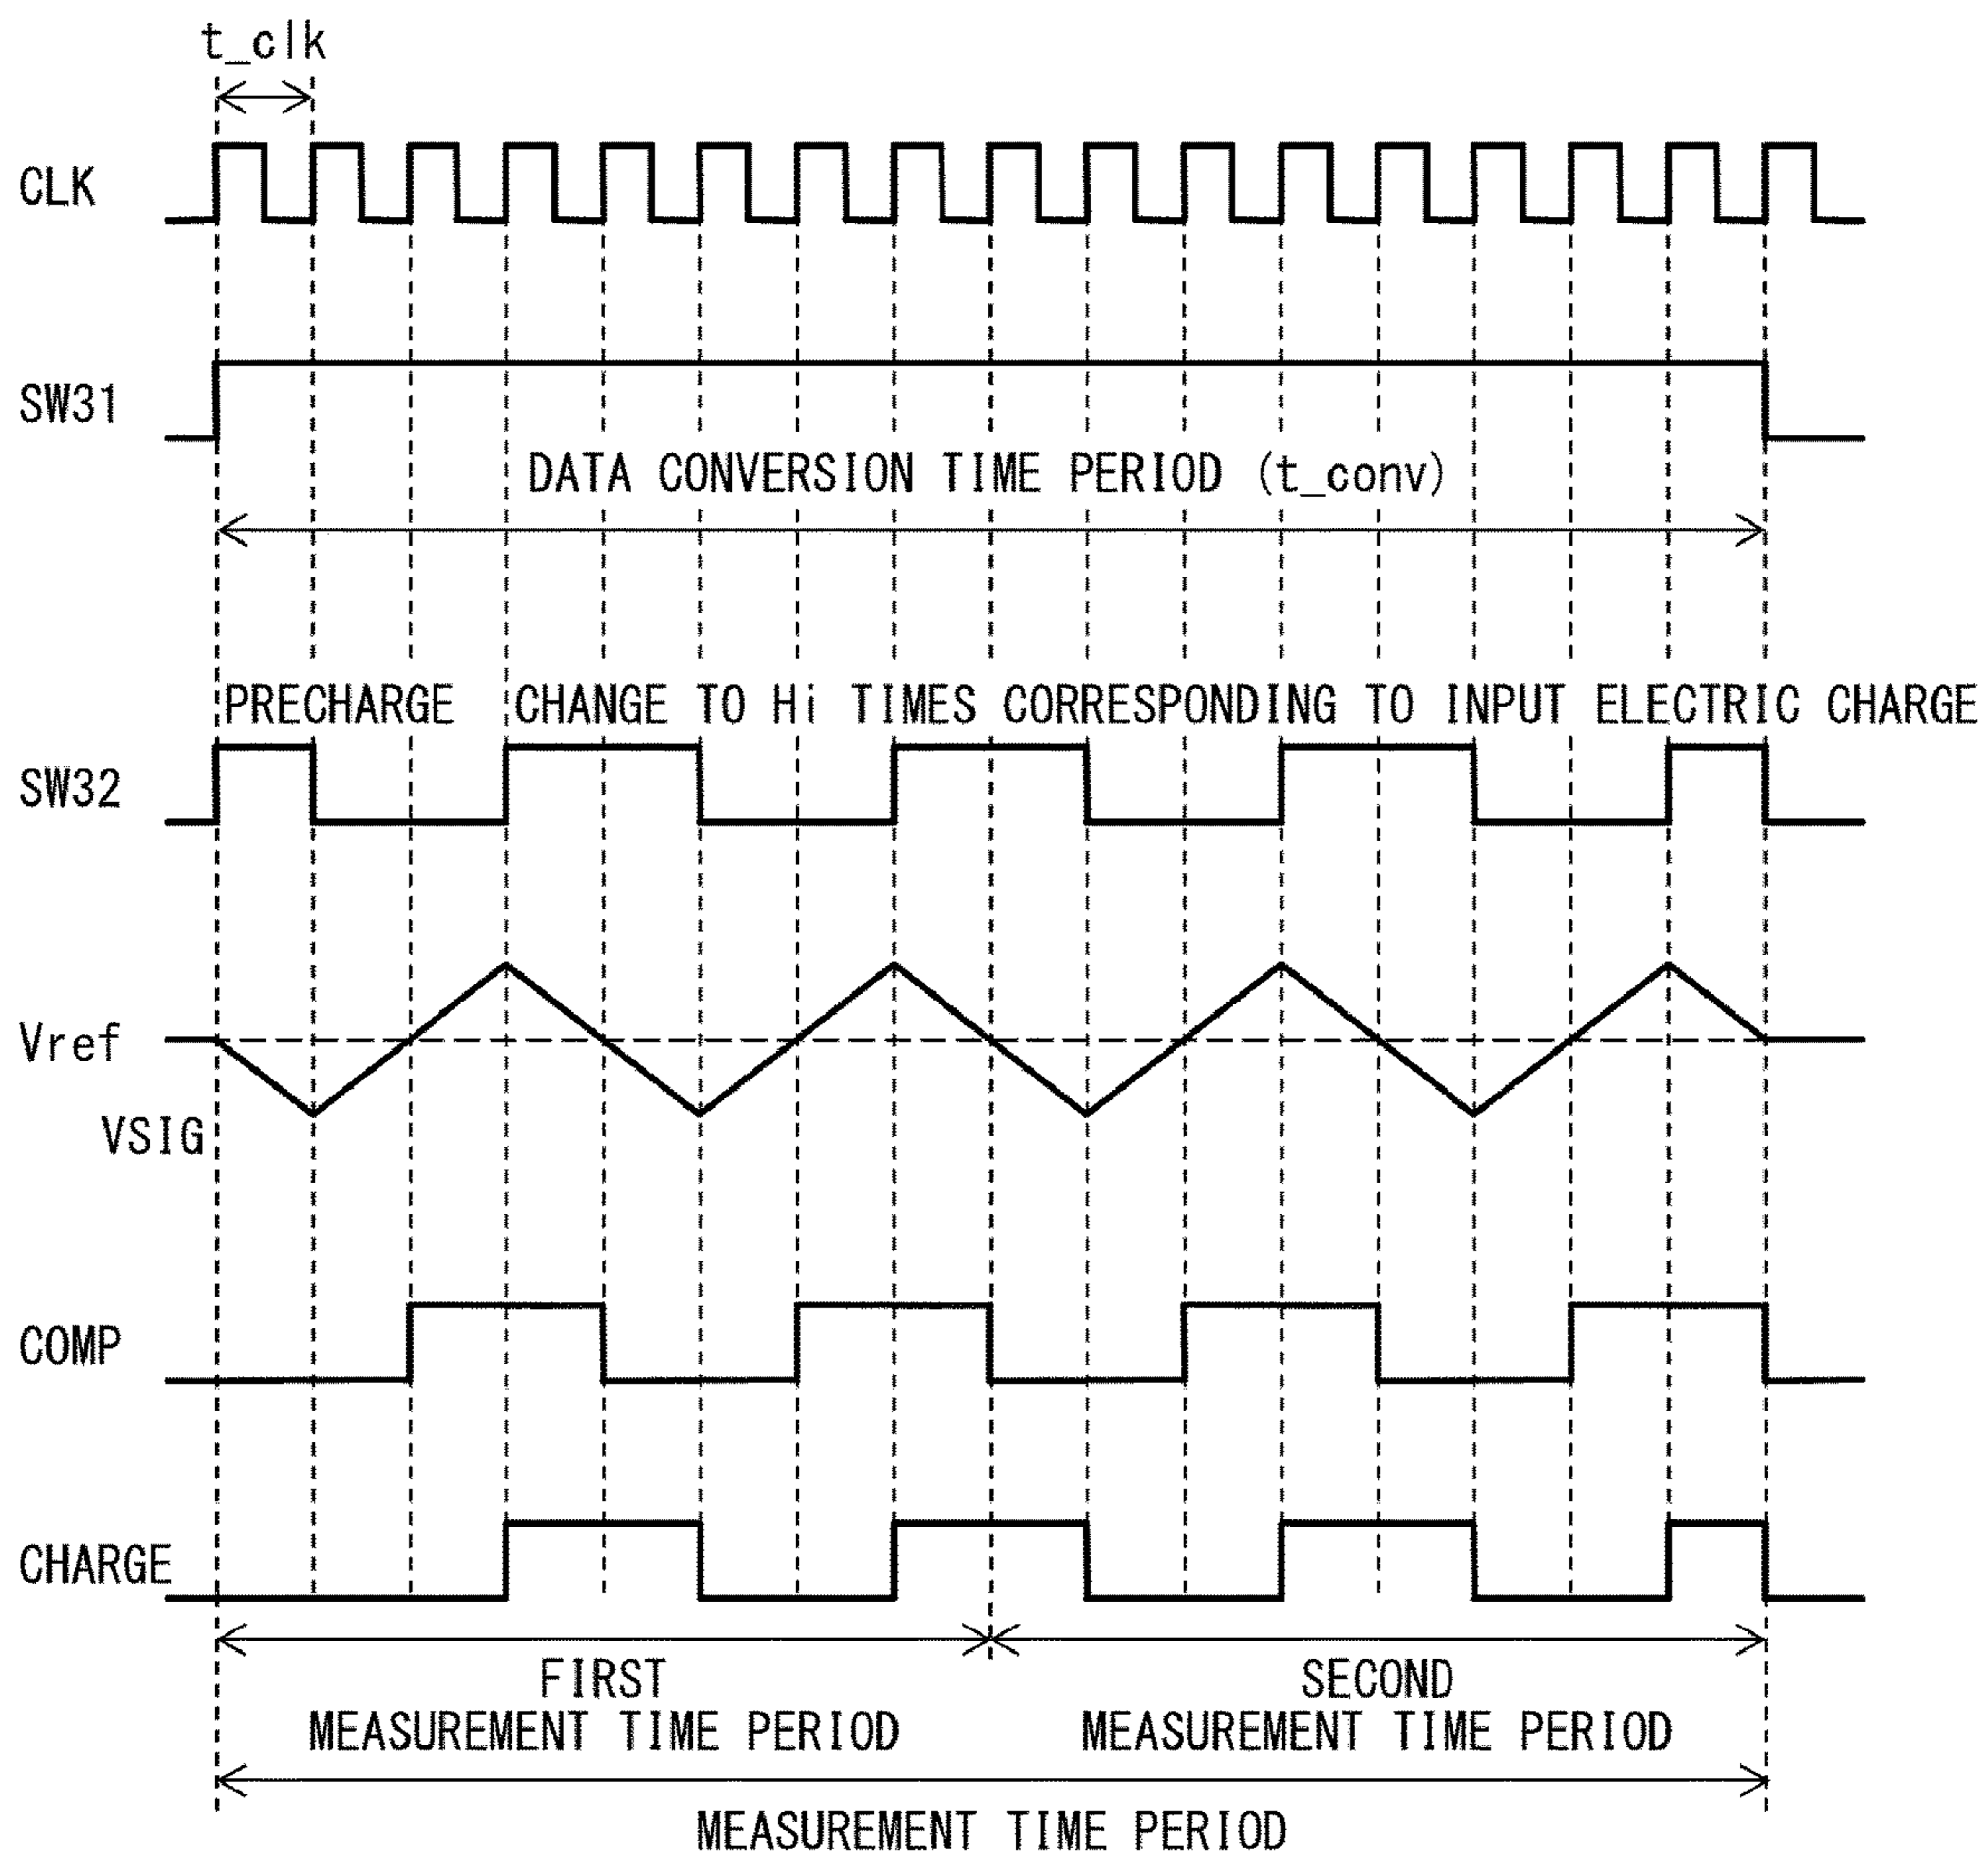 t_clk
CLK
SW31
DATA CONVERSION TIME PERIOD (t_conv)
PRECHARGE
CHANGE TO Hi TIMES CORRESPONDING TO INPUT ELECTRIC CHARGE
SW32
Vref
VSIG
COMP
CHARGE
FIRST
MEASUREMENT TIME PERIOD
SECOND
MEASUREMENT TIME PERIOD
MEASUREMENT TIME PERIOD